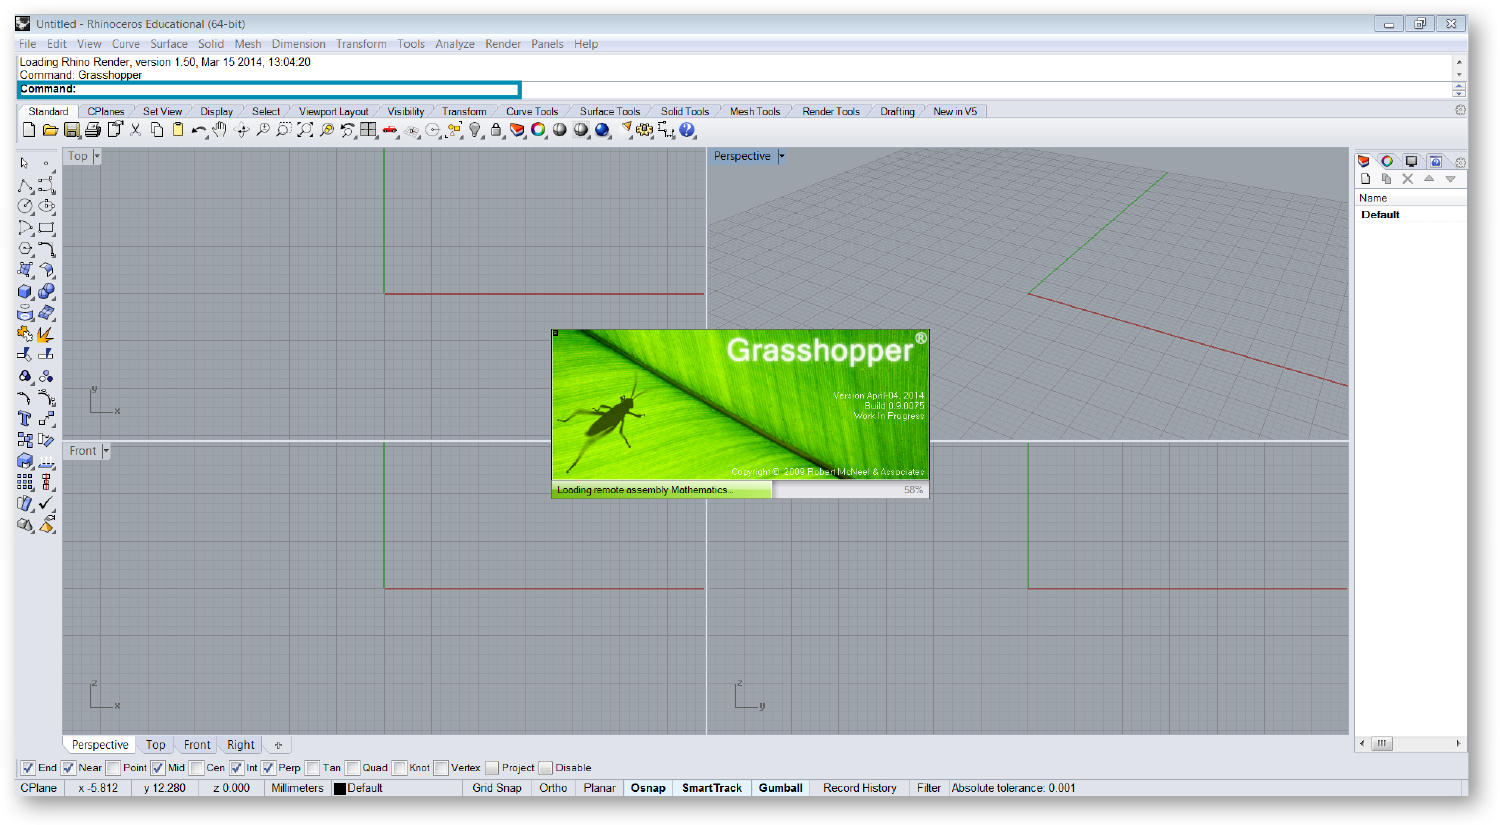 Untitled - Rhinoceros Educational (64-bit)
File Edit View Curve Surface Solid Mesh Dimension Transform Tools Analyze Render Panels Help
Loading Rhino Render, version 1.50, Mar 15 2014, 13:04:20
Command: Grasshopper
Command:
Standard CPlanes Set View Display Select Viewport Layout Visibility Transform Curve Tools Surface Tools Solid Tools Mesh Tools Render Tools Drafting New in V5
Top
Perspective
Name
Default
Grasshopper®
Version April-04, 2014
Build 0.9.0075
Work In Progress
Copyright © 2009 Robert McNeel & Associates
Loading remote assembly Mathematics... 58%
y
x
Front
z
x
z
y
Perspective Top Front Right
End Near Point Mid Cen Int Perp Tan Quad Knot Vertex Project Disable
CPlane x -5.812 y 12.280 z 0.000 Millimeters Default Grid Snap Ortho Planar Osnap SmartTrack Gumball Record History Filter Absolute tolerance: 0.001